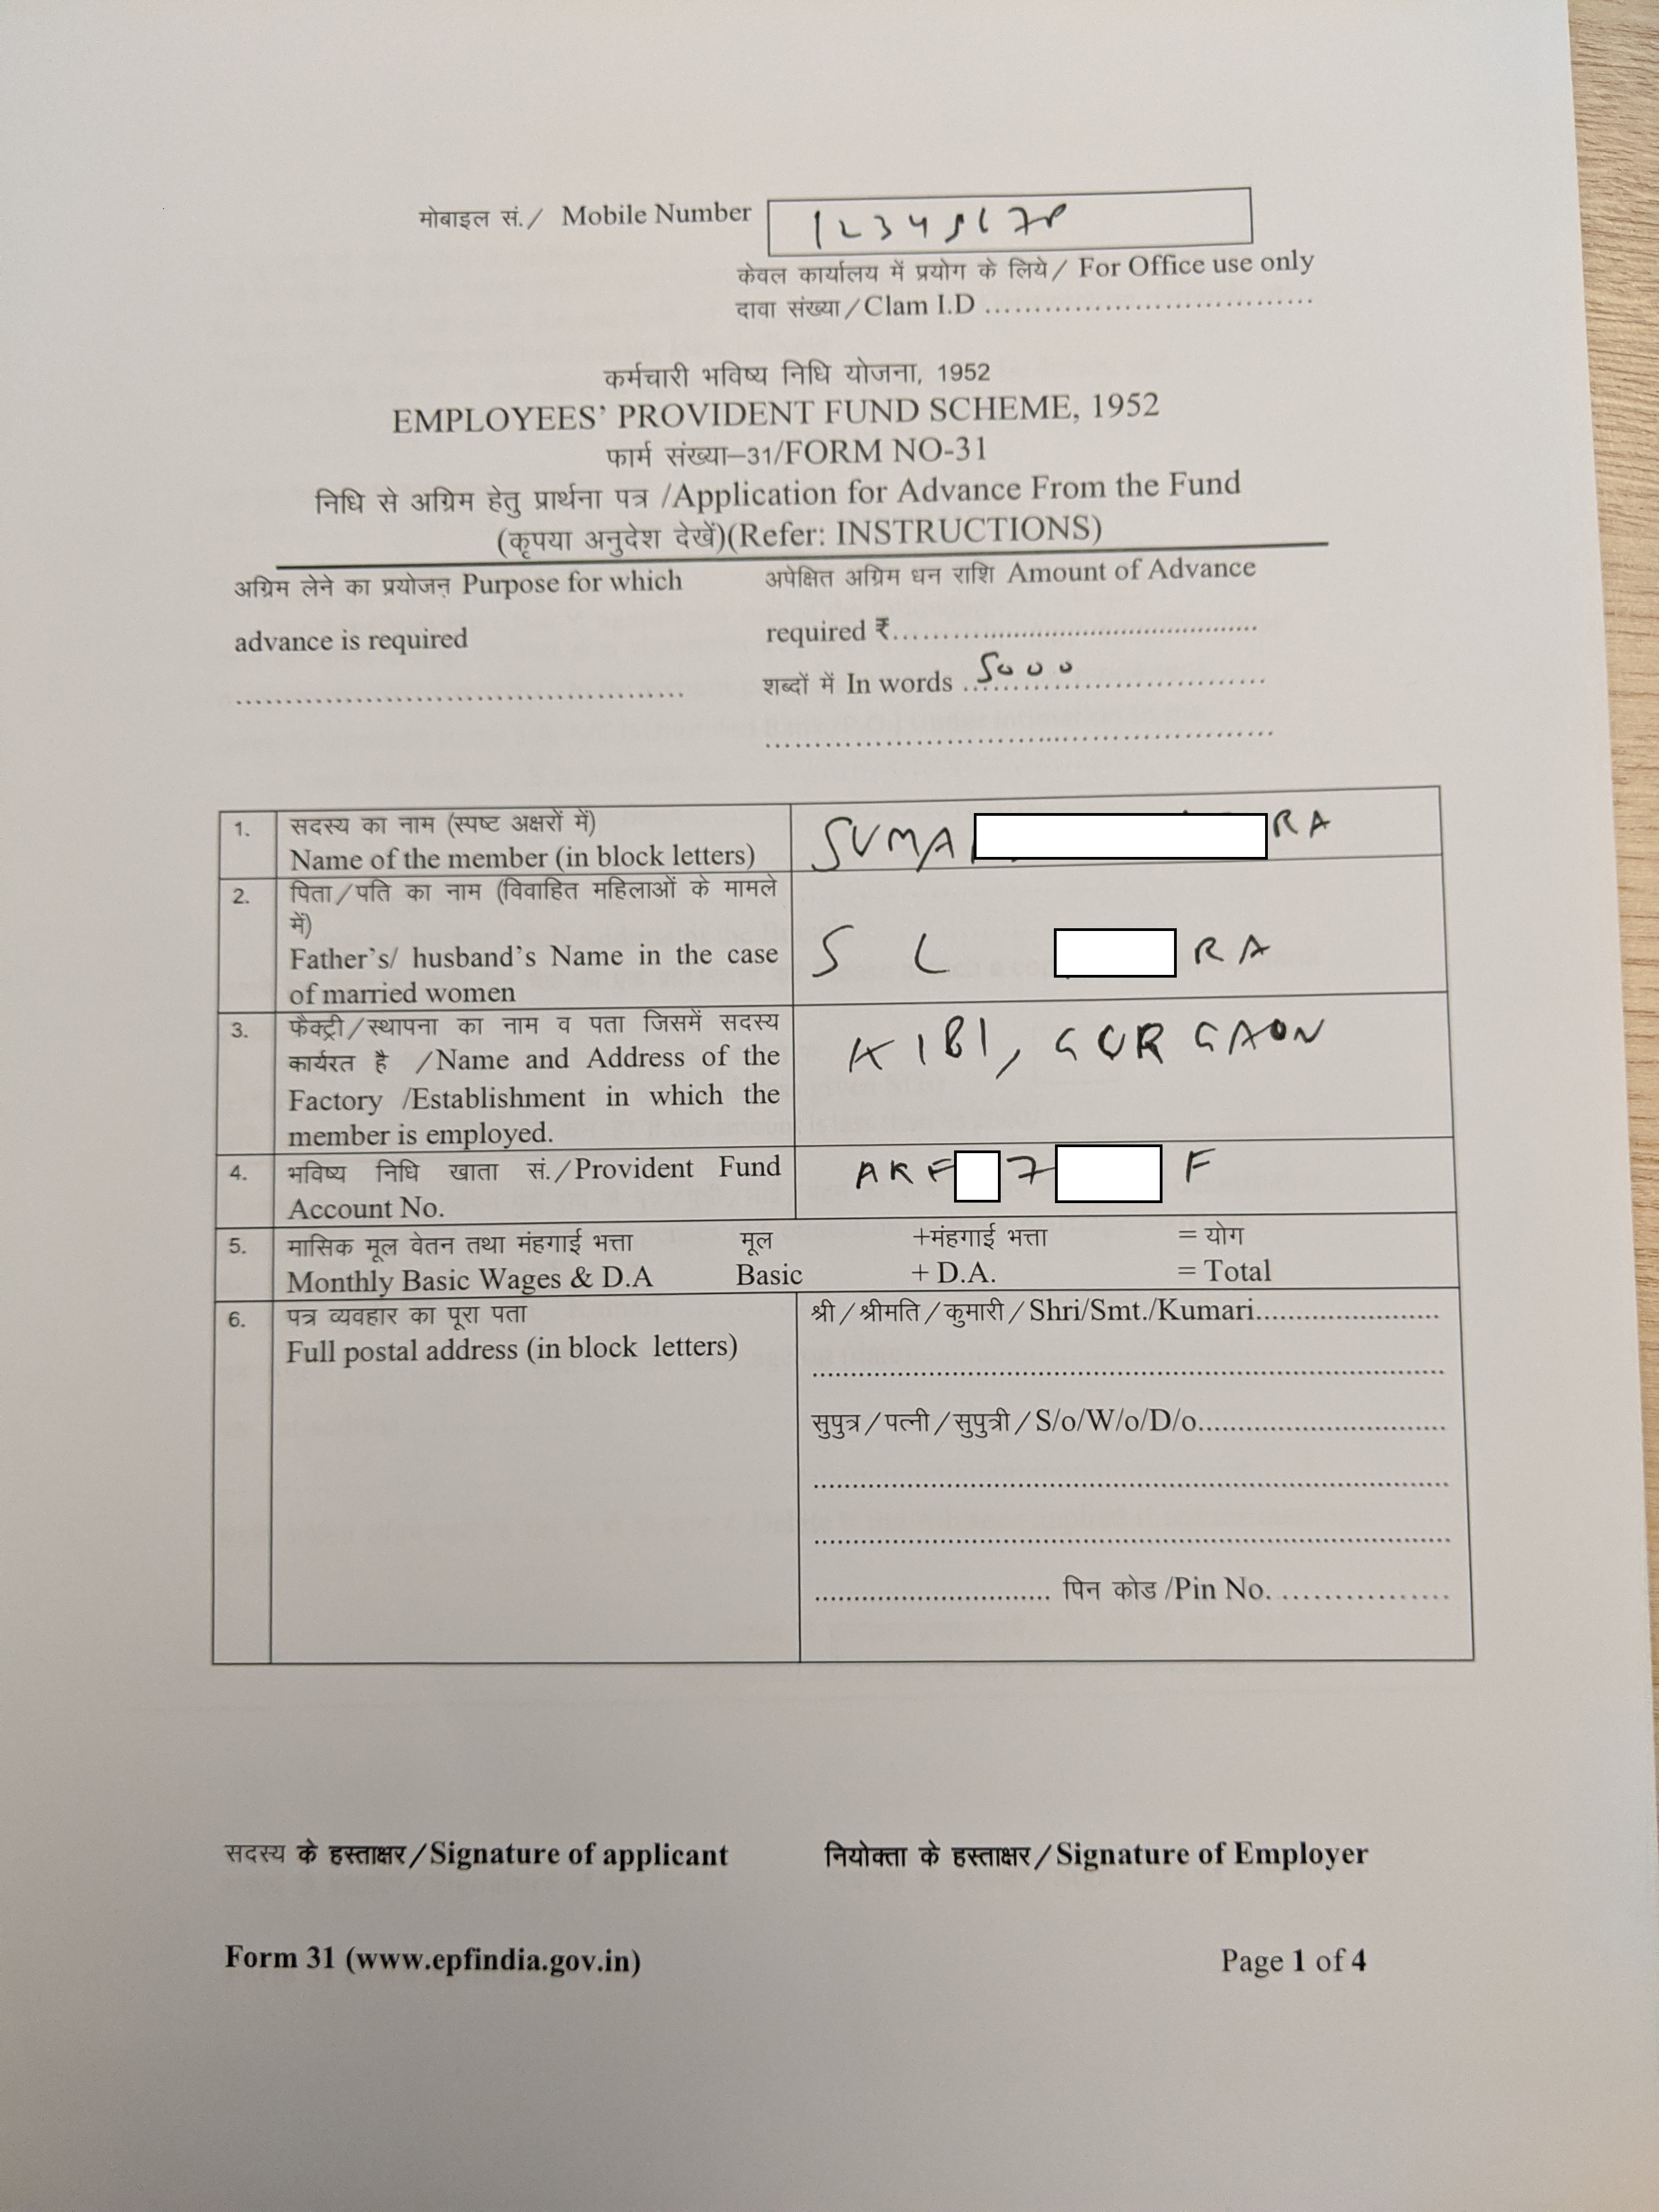 मोबाइल सं./ Mobile Number 12345678
केवल कार्यालय में प्रयोग के लिये/ For Office use only
दावा संख्या/Clam I.D ....................................
कर्मचारी भविष्य निधि योजना, 1952
EMPLOYEES' PROVIDENT FUND SCHEME, 1952
फार्म संख्या–31/FORM NO-31
निधि से अग्रिम हेतु प्रार्थना पत्र /Application for Advance From the Fund
(कृपया अनुदेश देखें)(Refer: INSTRUCTIONS)
अग्रिम लेने का प्रयोजऩ Purpose for which
advance is required
................................................
अपेक्षित अग्रिम धन राशि Amount of Advance
required ₹................................................
शब्दों में In words 5000
................................................
1. सदस्य का नाम (स्पष्ट अक्षरों में)
Name of the member (in block letters) SUMA RA
2. पिता/पति का नाम (विवाहित महिलाओं के मामले
में)
Father's/ husband's Name in the case
of married women
S L RA
3. फैक्ट्री/स्थापना का नाम व पता जिसमें सदस्य
कार्यरत है /Name and Address of the
Factory /Establishment in which the
member is employed.
KIBI, GURGAON
4. भविष्य निधि खाता सं./Provident Fund
Account No.
AKF 7 F
5. मासिक मूल वेतन तथा मंहगाई भत्ता मूल +मंहगाई भत्ता = योग
Monthly Basic Wages & D.A Basic + D.A. = Total
6. पत्र व्यवहार का पूरा पता
Full postal address (in block letters)
श्री/श्रीमति/कुमारी/Shri/Smt./Kumari..........................
................................................
सुपुत्र/पत्नी/सुपुत्री/S/o/W/o/D/o..................................
................................................
................................................
................................ पिन कोड /Pin No. ..................
सदस्य के हस्ताक्षर/Signature of applicant नियोक्ता के हस्ताक्षर/Signature of Employer
Form 31 (www.epfindia.gov.in) Page 1 of 4